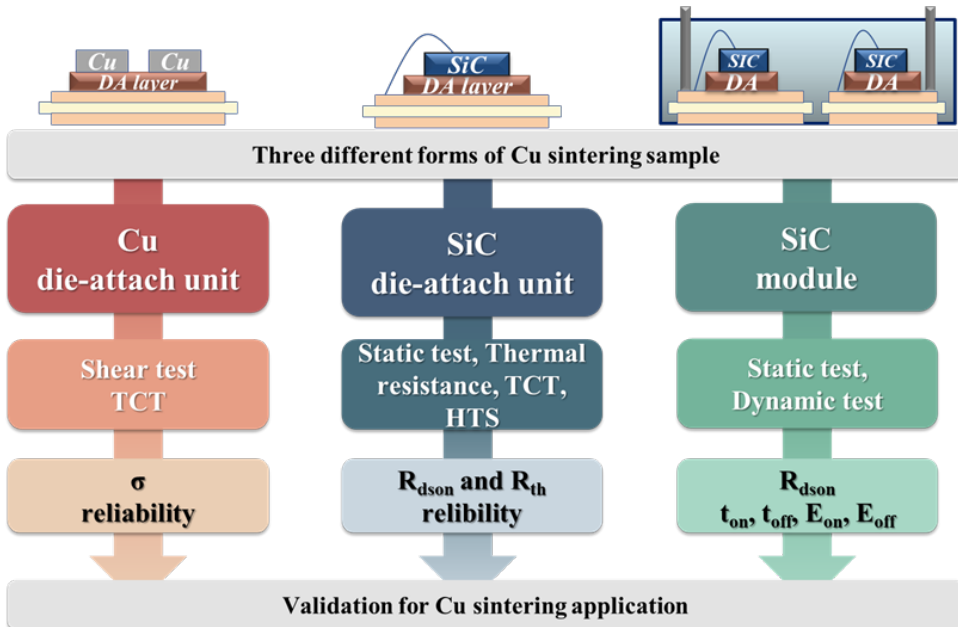 Cu Cu
DA layer
SiC
DA layer
SIC
DA
SIC
DA
Three different forms of Cu sintering sample
Cu
die-attach unit
SiC
die-attach unit
SiC
module
Shear test
TCT
Static test, Thermal
resistance, TCT,
HTS
Static test,
Dynamic test
σ
reliability
Rdson and Rth
relibility
Rdson
ton, toff, Eon, Eoff
Validation for Cu sintering application